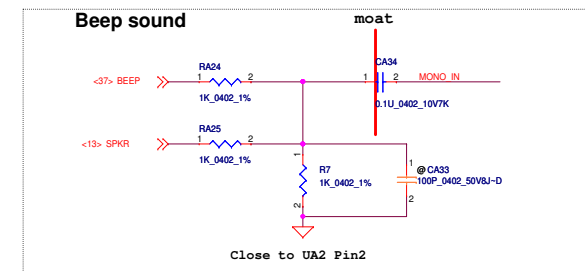 Beep sound
moat
RA24
CA34
<37> BEEP
1
2
1
2
MONO_IN
1K_0402_1%
0.1U_0402_10V7K
RA25
<13> SPKR
1
2
1K_0402_1%
1
R7
1K_0402_1%
2
1
@ CA33
100P_0402_50V8J~D
2
Close to UA2 Pin2